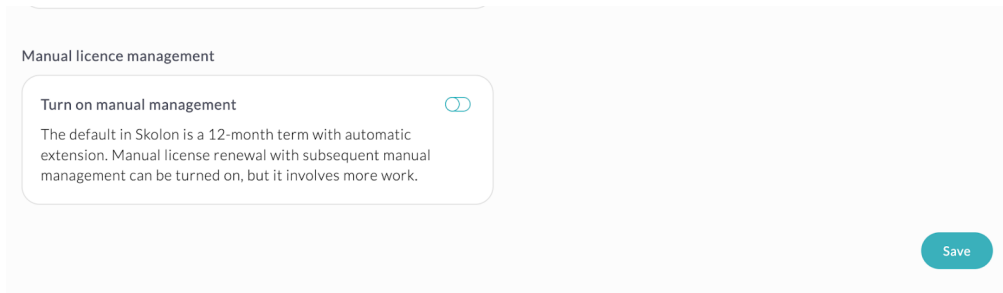 Manual licence management
Turn on manual management
The default in Skolon is a 12-month term with automatic
extension. Manual license renewal with subsequent manual
management can be turned on, but it involves more work.
Save